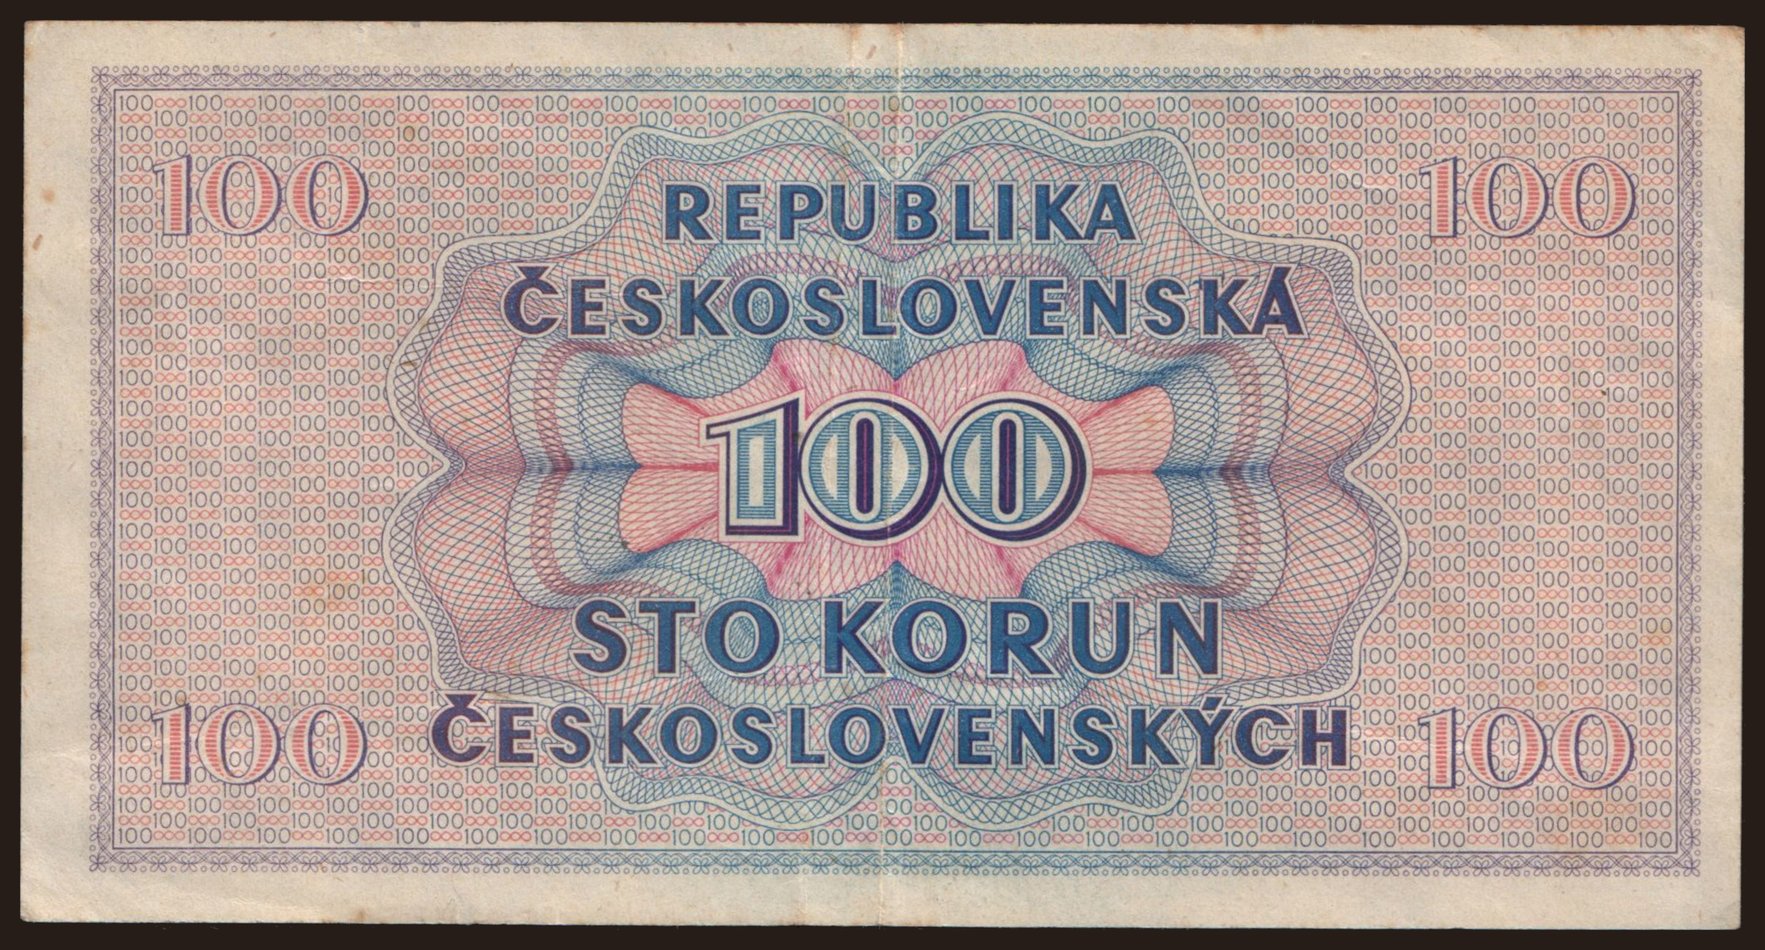 100 100
REPUBLIKA
ČESKOSLOVENSKÁ
100
STO KORUN
ČESKOSLOVENSKÝCH
100 100